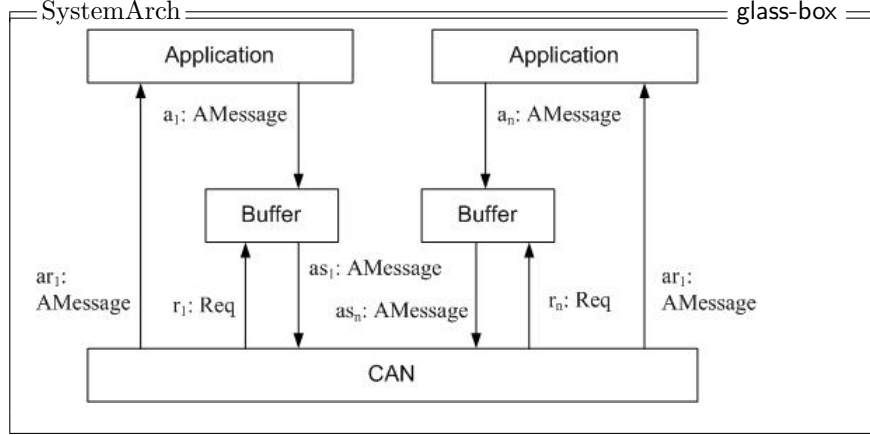 SystemArch glass-box
Application Application
a₁: AMessage aₙ: AMessage
Buffer Buffer
as₁: AMessage
ar₁:
AMessage
r₁: Req
asₙ: AMessage
rₙ: Req
ar₁:
AMessage
CAN